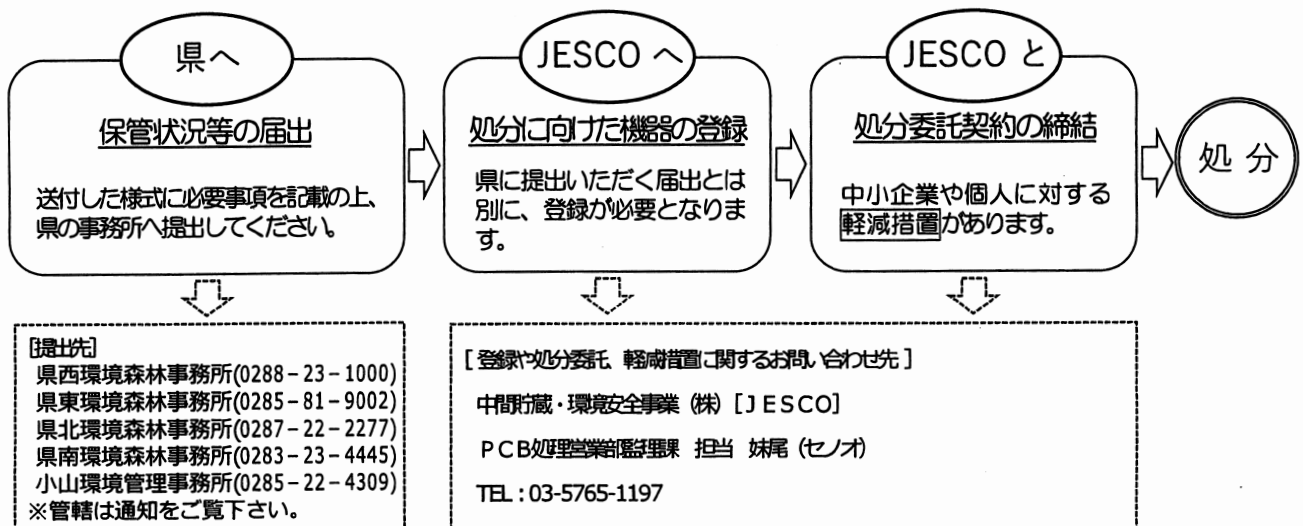 県へ
保管状況等の届出
送付した様式に必要事項を記載の上、
県の事務所へ提出してください。
JESCO へ
処分に向けた機器の登録
県に提出いただく届出とは
別に、登録が必要となりま
す。
JESCO と
処分委託契約の締結
中小企業や個人に対する
軽減措置があります。
処 分
[提出先]
県西環境森林事務所(0288-23-1000)
県東環境森林事務所(0285-81-9002)
県北環境森林事務所(0287-22-2277)
県南環境森林事務所(0283-23-4445)
小山環境管理事務所(0285-22-4309)
※管轄は通知をご覧下さい。
[ 登録や処分委託、軽減措置に関するお問い合わせ先 ]
中間貯蔵・環境安全事業 (株) [JESCO]
PCB処理営業部監理課 担当 妹尾 (セノオ)
TEL : 03-5765-1197